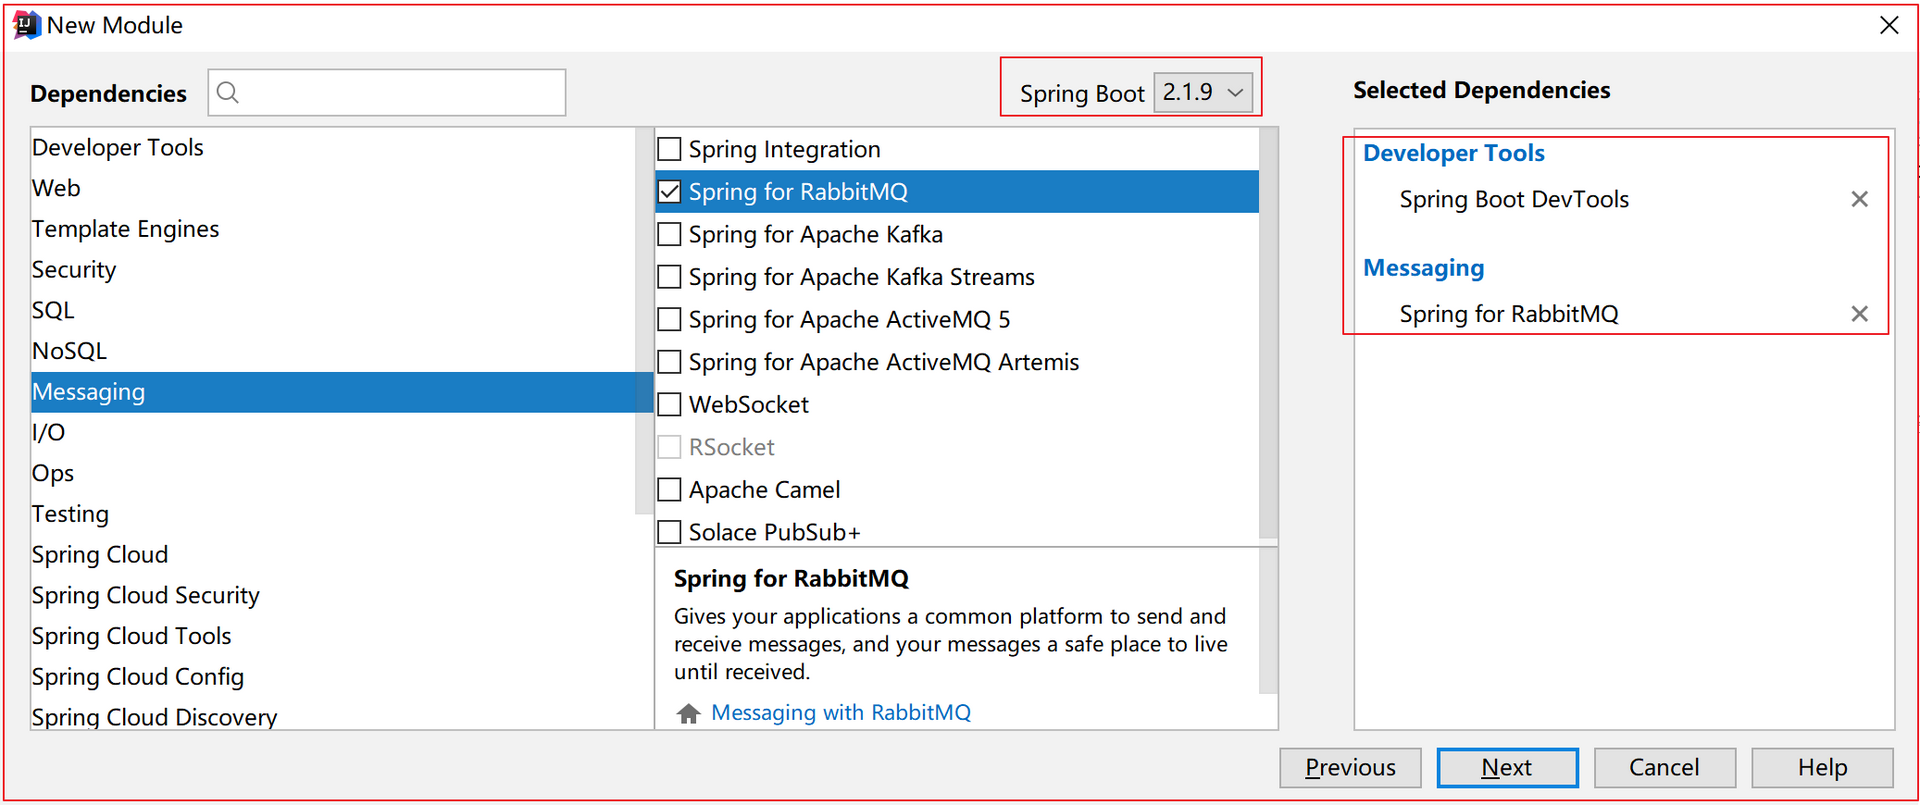 New Module
Dependencies
Spring Boot 2.1.9
Selected Dependencies
Developer Tools
Web
Template Engines
Security
SQL
NoSQL
Messaging
I/O
Ops
Testing
Spring Cloud
Spring Cloud Security
Spring Cloud Tools
Spring Cloud Config
Spring Cloud Discovery
Spring Integration
Spring for RabbitMQ
Spring for Apache Kafka
Spring for Apache Kafka Streams
Spring for Apache ActiveMQ 5
Spring for Apache ActiveMQ Artemis
WebSocket
RSocket
Apache Camel
Solace PubSub+
Spring for RabbitMQ
Gives your applications a common platform to send and
receive messages, and your messages a safe place to live
until received.
Messaging with RabbitMQ
Developer Tools
Spring Boot DevTools
Messaging
Spring for RabbitMQ
Previous
Next
Cancel
Help